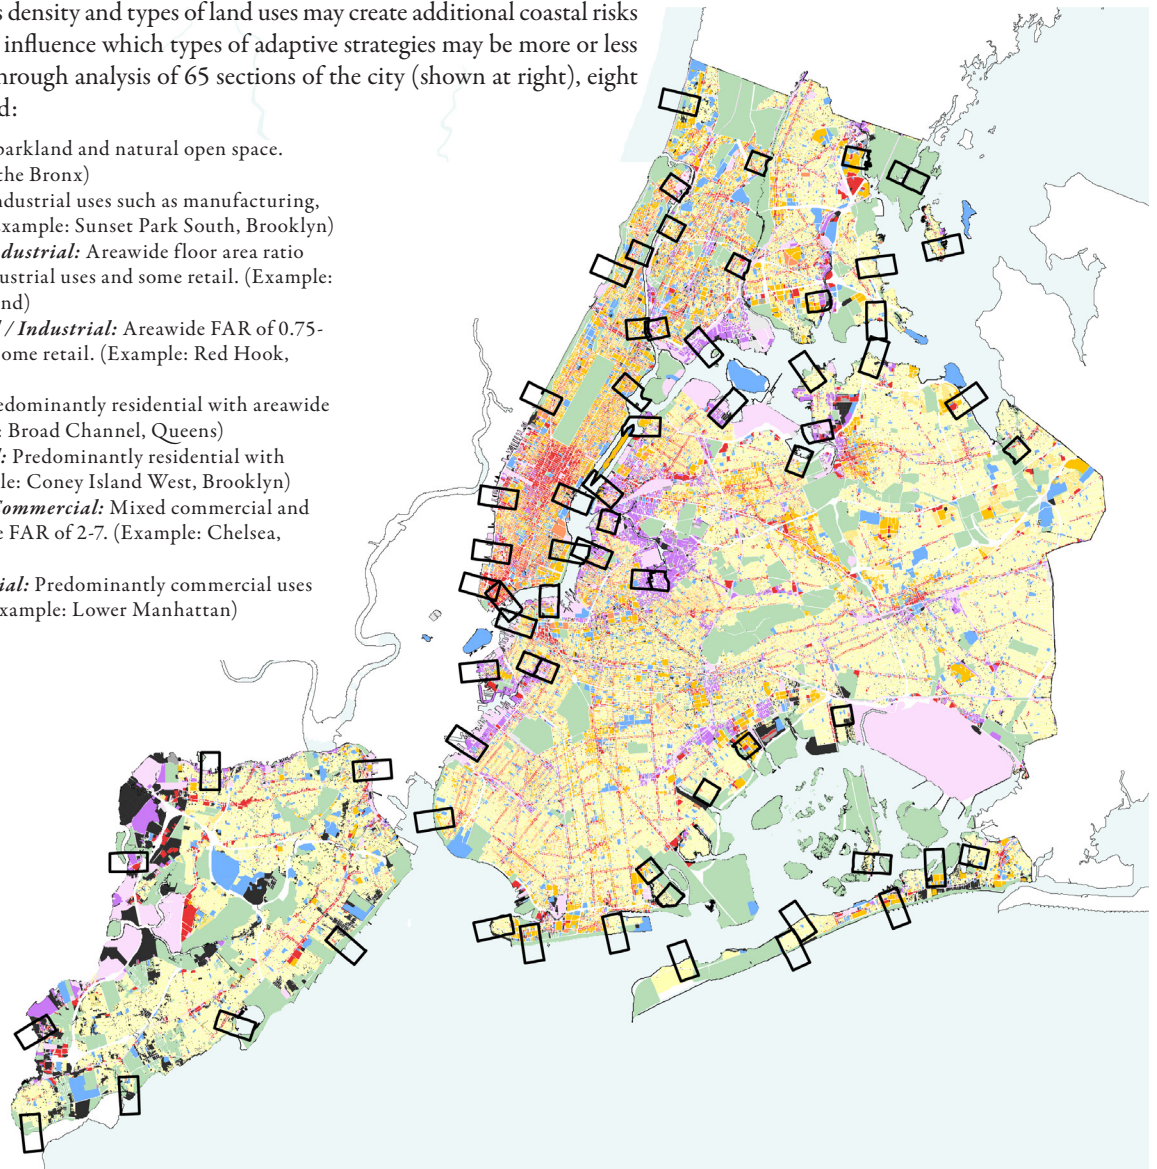 s density and types of land uses may create additional coastal risks
influence which types of adaptive strategies may be more or less
hrough analysis of 65 sections of the city (shown at right), eight
d:
parkland and natural open space.
the Bronx)
ndustrial uses such as manufacturing,
xample: Sunset Park South, Brooklyn)
dustrial: Areawide floor area ratio
ustrial uses and some retail. (Example:
nd)
/ Industrial: Areawide FAR of 0.75-
ome retail. (Example: Red Hook,
edominantly residential with areawide
: Broad Channel, Queens)
: Predominantly residential with
le: Coney Island West, Brooklyn)
Commercial: Mixed commercial and
e FAR of 2-7. (Example: Chelsea,
ial: Predominantly commercial uses
xample: Lower Manhattan)